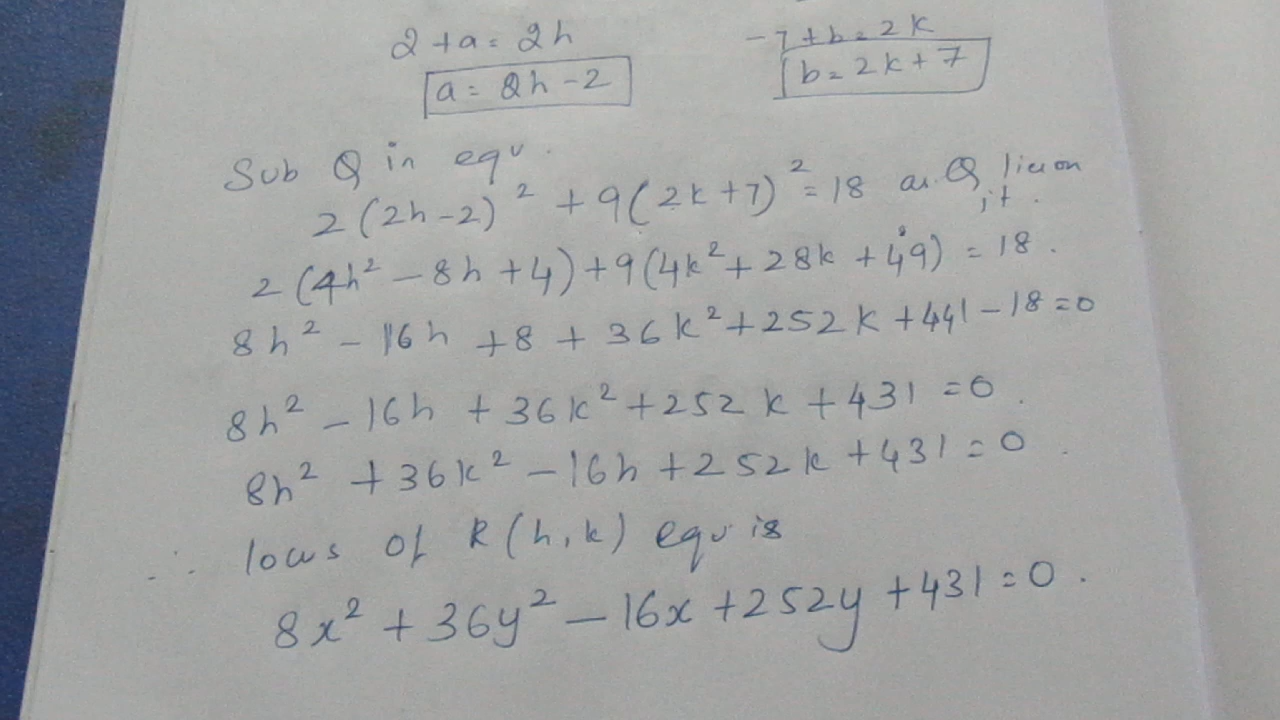 2 + a = 2h
-7 + b = 2k
a = 2h - 2
b = 2k + 7
Sub Q in equ.
2(2h-2)² + 9(2k+7)² = 18 as Q lies on it.
2(4h² - 8h + 4) + 9(4k² + 28k + 49) = 18.
8h² - 16h + 8 + 36k² + 252k + 441 - 18 = 0
8h² - 16h + 36k² + 252k + 431 = 0.
8h² + 36k² - 16h + 252k + 431 = 0.
∴ locus of R(h,k) equ is
8x² + 36y² - 16x + 252y + 431 = 0.